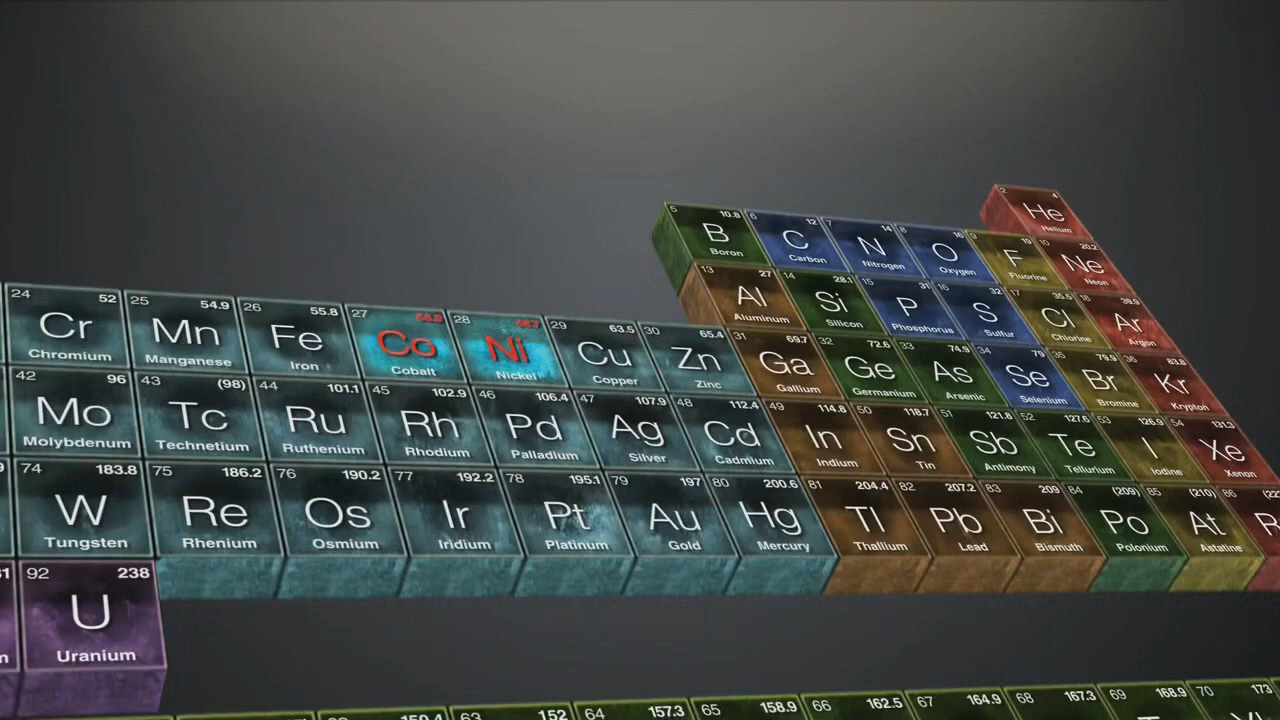 2 4
He
Helium
5 10.8
B
Boron
6 12
C
Carbon
7 14
N
Nitrogen
8 16
O
Oxygen
9 19
F
Fluorine
10 20.2
Ne
Neon
13 27
Al
Aluminum
14 28.1
Si
Silicon
15 31
P
Phosphorus
16 32
S
Sulfur
17 35.5
Cl
Chlorine
18 39.9
Ar
Argon
24 52
Cr
Chromium
25 54.9
Mn
Manganese
26 55.8
Fe
Iron
27 58.9
Co
Cobalt
28 58.7
Ni
Nickel
29 63.5
Cu
Copper
30 65.4
Zn
Zinc
31 69.7
Ga
Gallium
32 72.6
Ge
Germanium
33 74.9
As
Arsenic
34 79
Se
Selenium
35 79.9
Br
Bromine
36 83.8
Kr
Krypton
42 96
Mo
Molybdenum
43 (98)
Tc
Technetium
44 101.1
Ru
Ruthenium
45 102.9
Rh
Rhodium
46 106.4
Pd
Palladium
47 107.9
Ag
Silver
48 112.4
Cd
Cadmium
49 114.8
In
Indium
50 118.7
Sn
Tin
51 121.8
Sb
Antimony
52 127.6
Te
Tellurium
53 126.9
I
Iodine
54 131.3
Xe
Xenon
74 183.8
W
Tungsten
75 186.2
Re
Rhenium
76 190.2
Os
Osmium
77 192.2
Ir
Iridium
78 195.1
Pt
Platinum
79 197
Au
Gold
80 200.6
Hg
Mercury
81 204.4
Tl
Thallium
82 207.2
Pb
Lead
83 209
Bi
Bismuth
84 (209)
Po
Polonium
85 (210)
At
Astatine
86
92 238
U
Uranium
63 152
64 157.3
65 158.9
66 162.5
67 164.9
68 167.3
69 168.9
70 173